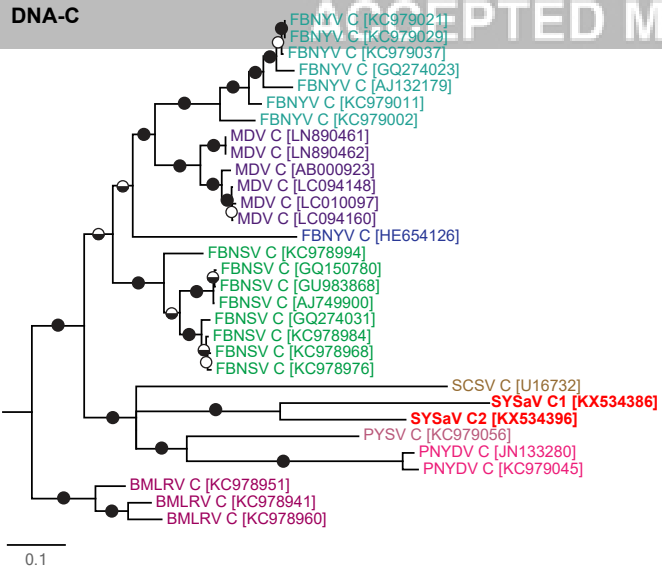 DNA-C
ACCEPTED M
FBNYV C [KC979021]
FBNYV C [KC979029]
FBNYV C [KC979037]
FBNYV C [GQ274023]
FBNYV C [AJ132179]
FBNYV C [KC979011]
FBNYV C [KC979002]
MDV C [LN890461]
MDV C [LN890462]
MDV C [AB000923]
MDV C [LC094148]
MDV C [LC010097]
MDV C [LC094160]
FBNYV C [HE654126]
FBNSV C [KC978994]
FBNSV C [GQ150780]
FBNSV C [GU983868]
FBNSV C [AJ749900]
FBNSV C [GQ274031]
FBNSV C [KC978984]
FBNSV C [KC978968]
FBNSV C [KC978976]
SCSV C [U16732]
SYSaV C1 [KX534386]
SYSaV C2 [KX534396]
PYSV C [KC979056]
PNYDV C [JN133280]
PNYDV C [KC979045]
BMLRV C [KC978951]
BMLRV C [KC978941]
BMLRV C [KC978960]
0.1